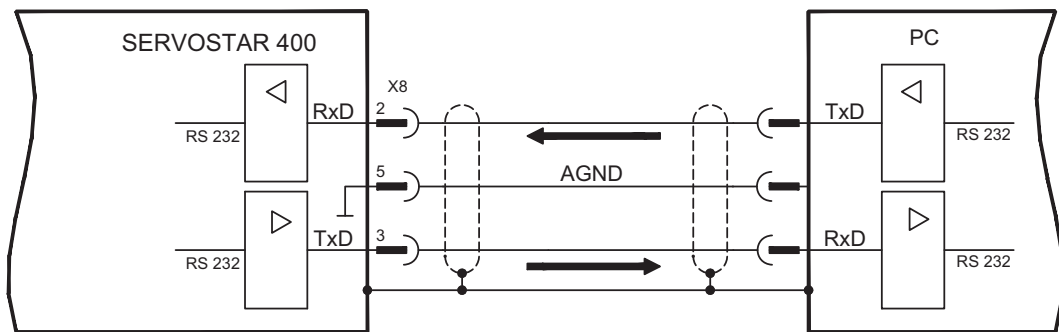 SERVOSTAR 400
PC
X8
RxD
2
TxD
RS 232
RS 232
5
AGND
TxD
3
RxD
RS 232
RS 232